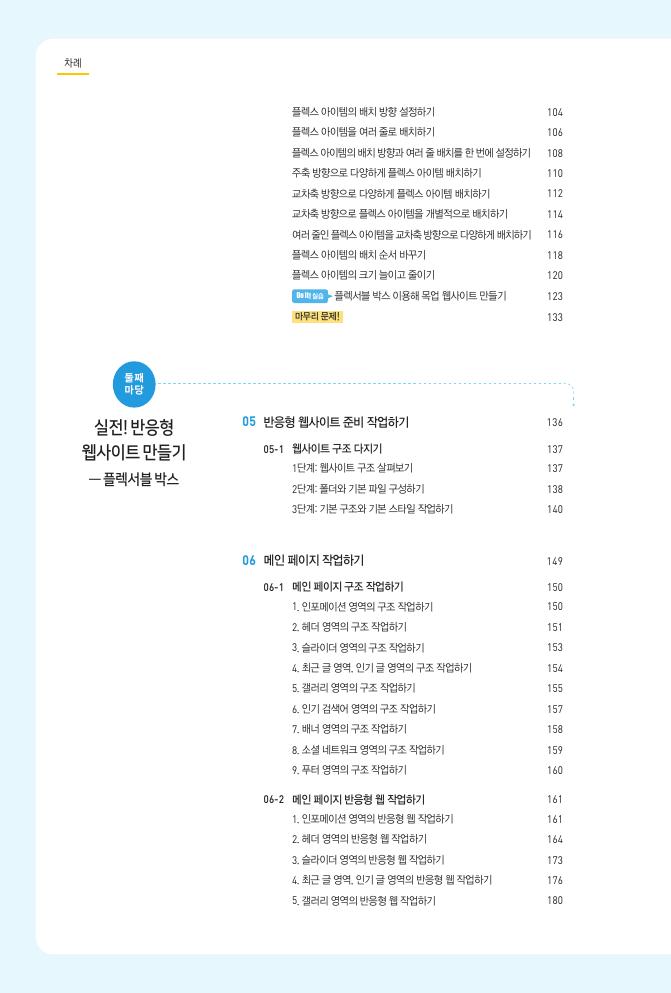 차례
플렉스 아이템의 배치 방향 설정하기 104
플렉스 아이템을 여러 줄로 배치하기 106
플렉스 아이템의 배치 방향과 여러 줄 배치를 한 번에 설정하기 108
주축 방향으로 다양하게 플렉스 아이템 배치하기 110
교차축 방향으로 다양하게 플렉스 아이템 배치하기 112
교차축 방향으로 플렉스 아이템을 개별적으로 배치하기 114
여러 줄인 플렉스 아이템을 교차축 방향으로 다양하게 배치하기 116
플렉스 아이템의 배치 순서 바꾸기 118
플렉스 아이템의 크기 늘이고 줄이기 120
Do it! 실습 플렉서블 박스 이용해 목업 웹사이트 만들기 123
마무리 문제! 133
둘째
마당
실전! 반응형
웹사이트 만들기
— 플렉서블 박스
05 반응형 웹사이트 준비 작업하기 136
05-1 웹사이트 구조 다지기 137
1단계: 웹사이트 구조 살펴보기 137
2단계: 폴더와 기본 파일 구성하기 138
3단계: 기본 구조와 기본 스타일 작업하기 140
06 메인 페이지 작업하기 149
06-1 메인 페이지 구조 작업하기 150
1. 인포메이션 영역의 구조 작업하기 150
2. 헤더 영역의 구조 작업하기 151
3. 슬라이더 영역의 구조 작업하기 153
4. 최근 글 영역, 인기 글 영역의 구조 작업하기 154
5. 갤러리 영역의 구조 작업하기 155
6. 인기 검색어 영역의 구조 작업하기 157
7. 배너 영역의 구조 작업하기 158
8. 소셜 네트워크 영역의 구조 작업하기 159
9. 푸터 영역의 구조 작업하기 160
06-2 메인 페이지 반응형 웹 작업하기 161
1. 인포메이션 영역의 반응형 웹 작업하기 161
2. 헤더 영역의 반응형 웹 작업하기 164
3. 슬라이더 영역의 반응형 웹 작업하기 173
4. 최근 글 영역, 인기 글 영역의 반응형 웹 작업하기 176
5. 갤러리 영역의 반응형 웹 작업하기 180